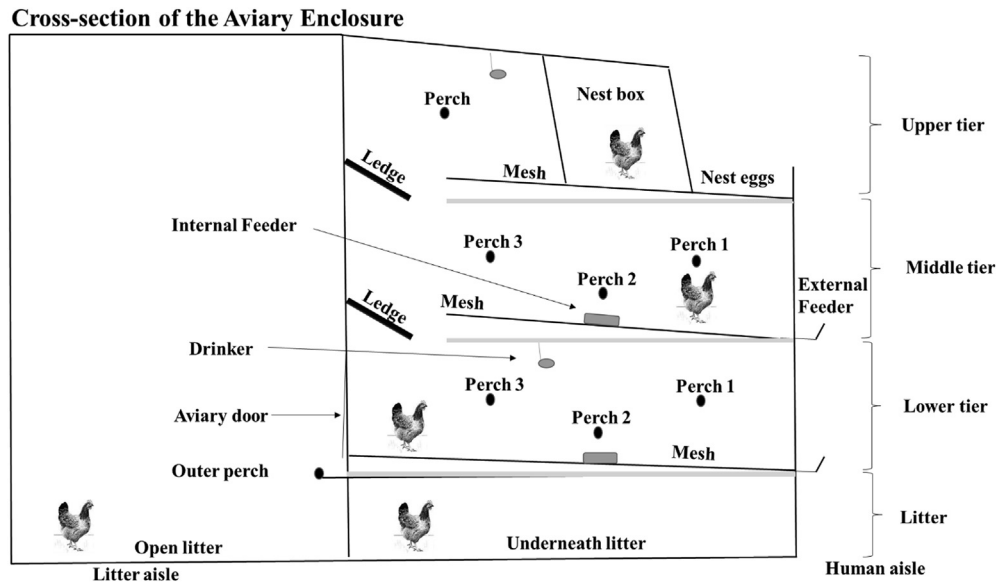 Cross-section of the Aviary Enclosure
Perch
Nest box
Upper tier
Ledge
Mesh
Nest eggs
Internal Feeder
Perch 3
Perch 1
Middle tier
Perch 2
External
Feeder
Ledge
Mesh
Drinker
Perch 3
Perch 1
Aviary door
Perch 2
Lower tier
Mesh
Outer perch
Litter
Open litter
Underneath litter
Litter aisle
Human aisle